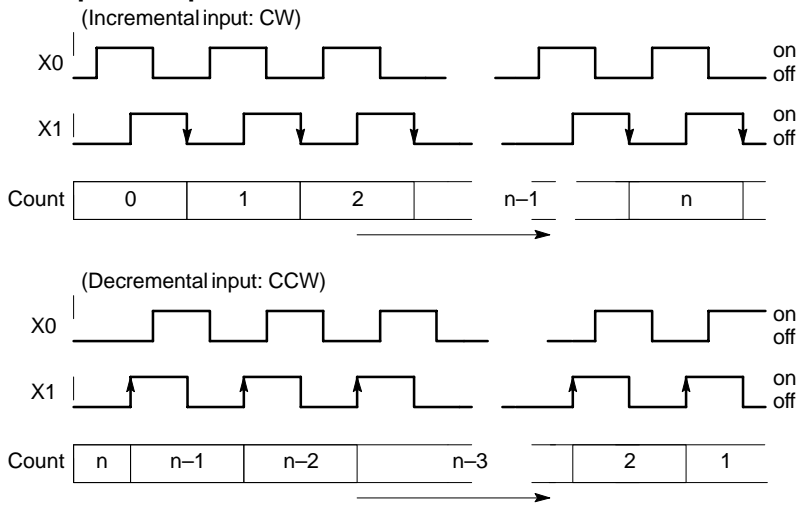 (Incremental input: CW)
X0 on
off
X1 on
off
Count 0 1 2 n–1 n
(Decremental input: CCW)
X0 on
off
X1 on
off
Count n n–1 n–2 n–3 2 1